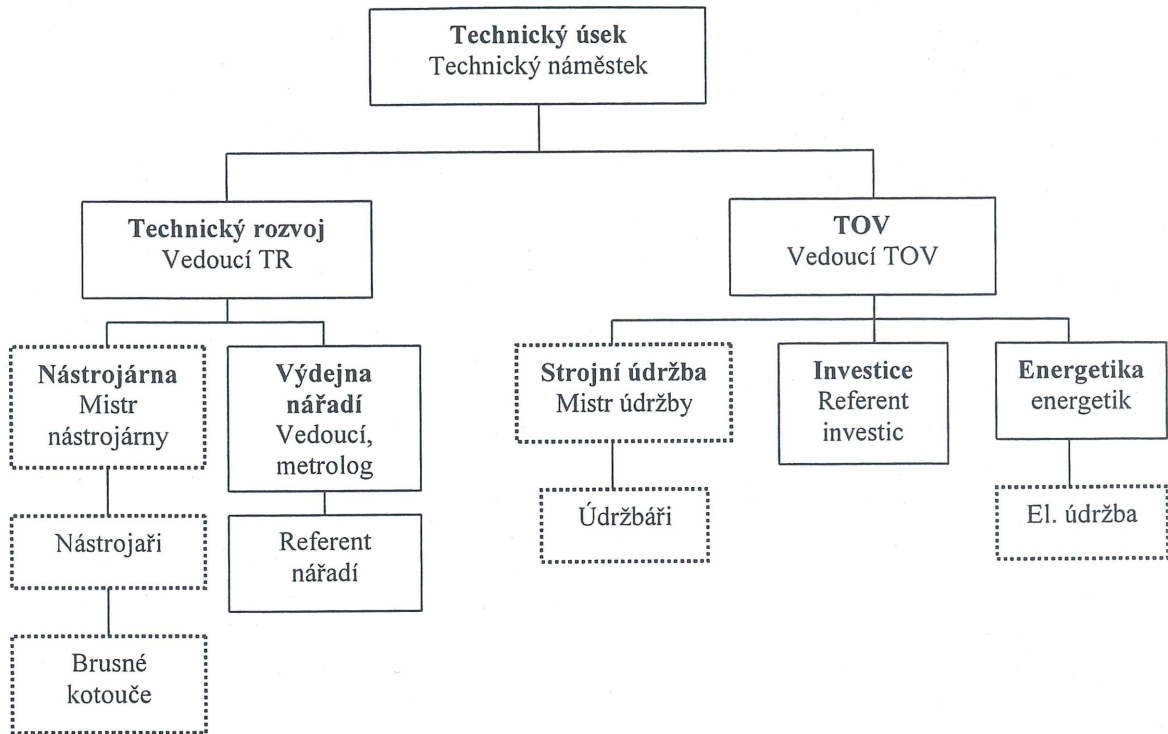 Technický úsek
Technický náměstek
Technický rozvoj
Vedoucí TR
TOV
Vedoucí TOV
Nástrojárna
Mistr
nástrojárny
Výdejna
nářadí
Vedoucí,
metrolog
Strojní údržba
Mistr údržby
Investice
Referent
investic
Energetika
energetik
Nástrojaři
Referent
nářadí
Údržbáři
El. údržba
Brusné
kotouče